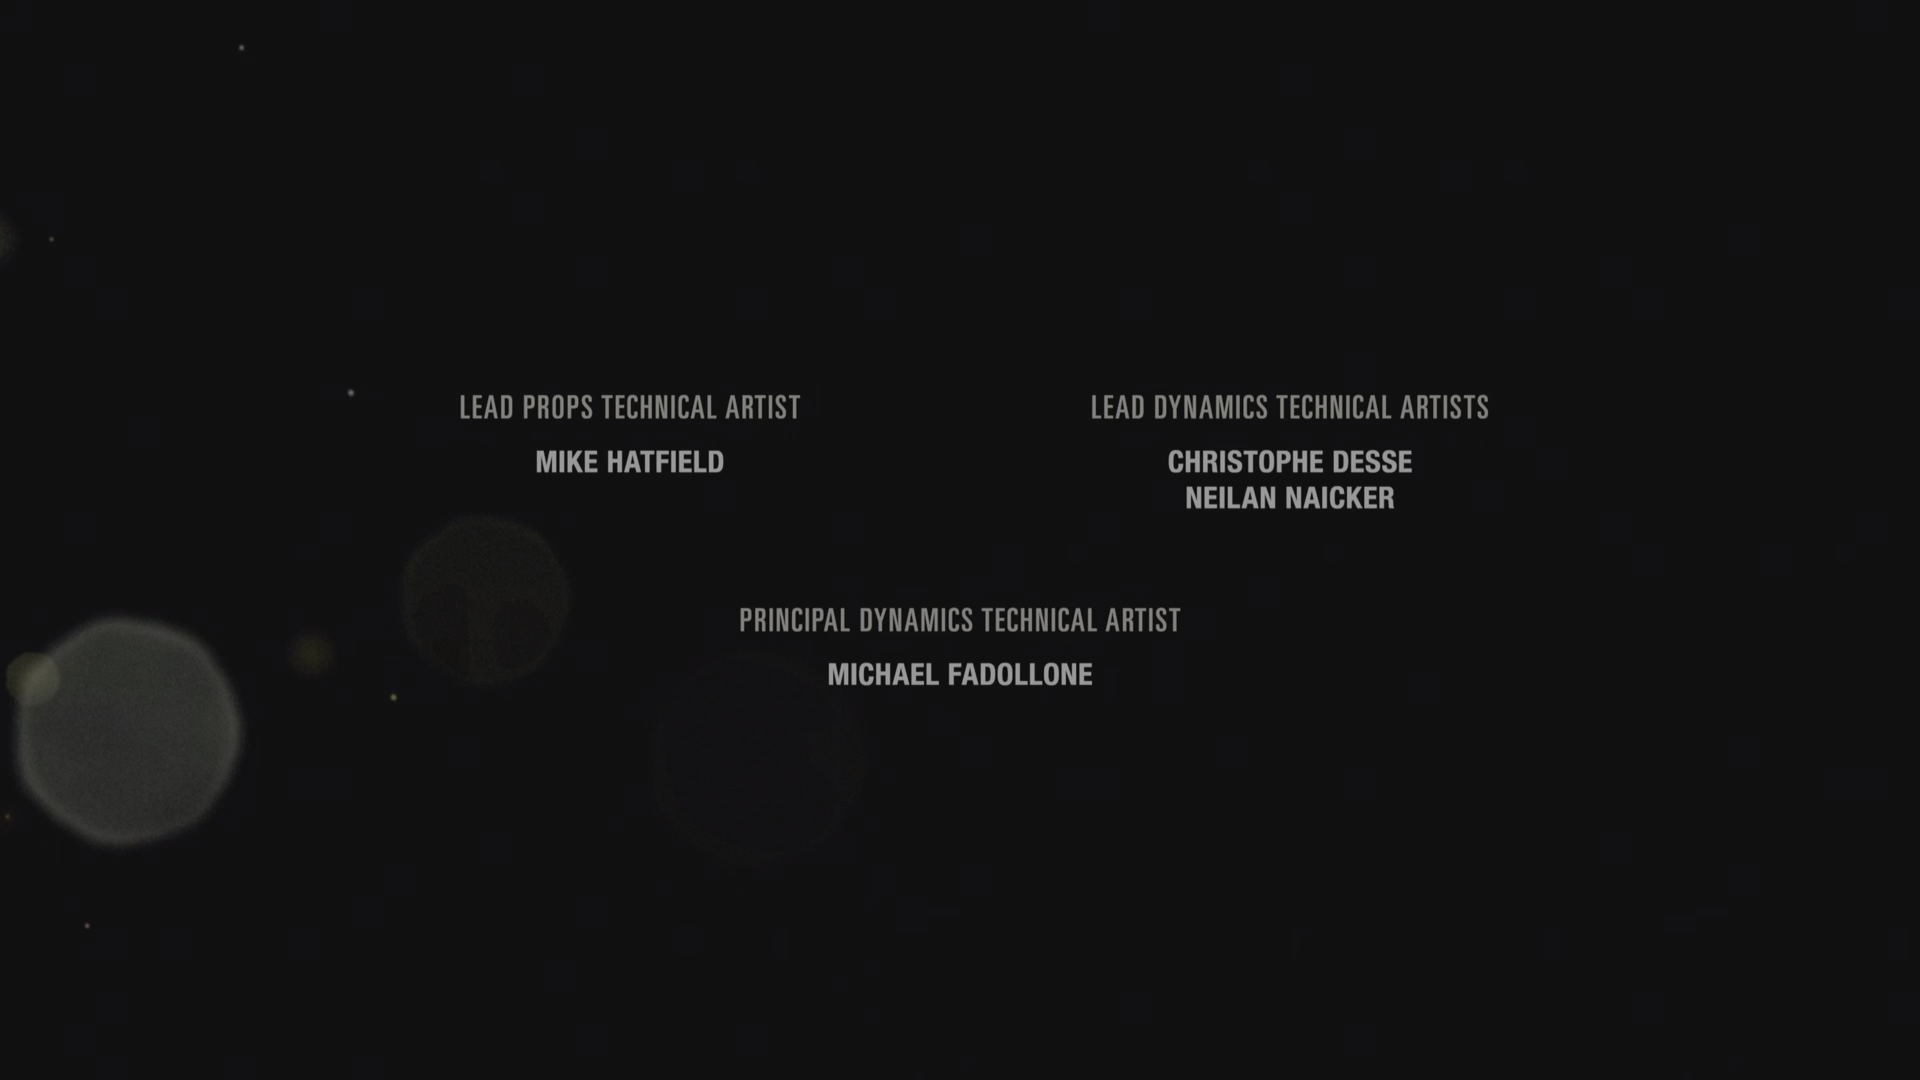 LEAD PROPS TECHNICAL ARTIST
MIKE HATFIELD
LEAD DYNAMICS TECHNICAL ARTISTS
CHRISTOPHE DESSE
NEILAN NAICKER
PRINCIPAL DYNAMICS TECHNICAL ARTIST
MICHAEL FADOLLONE